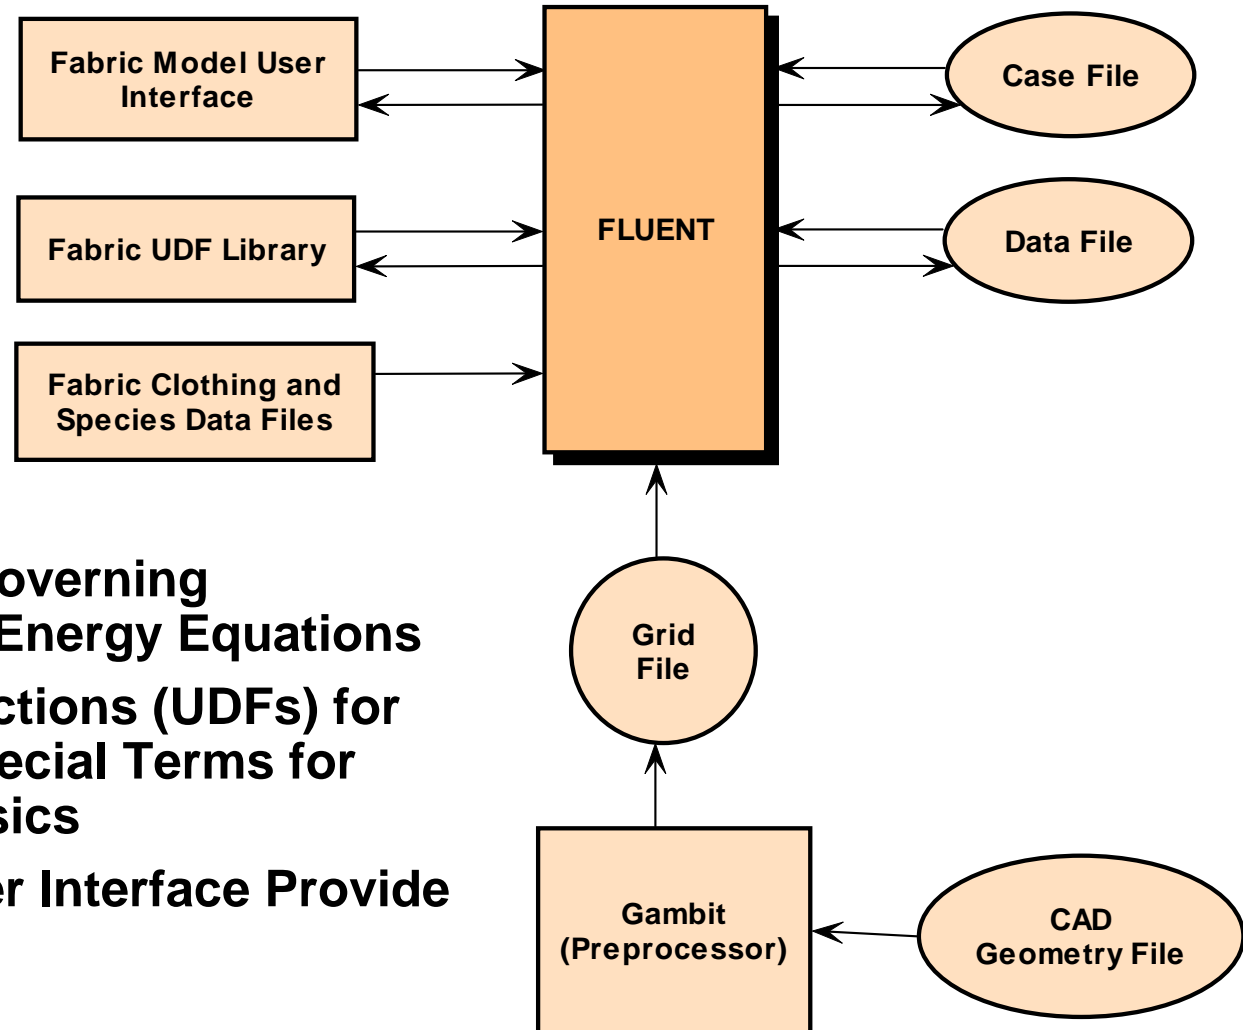 Fabric Model User
Interface
Fabric UDF Library
Fabric Clothing and
Species Data Files
FLUENT
Case File
Data File
Grid
File
Gambit
(Preprocessor)
CAD
Geometry File
overning
Energy Equations
ctions (UDFs) for
ecial Terms for
sics
er Interface Provide